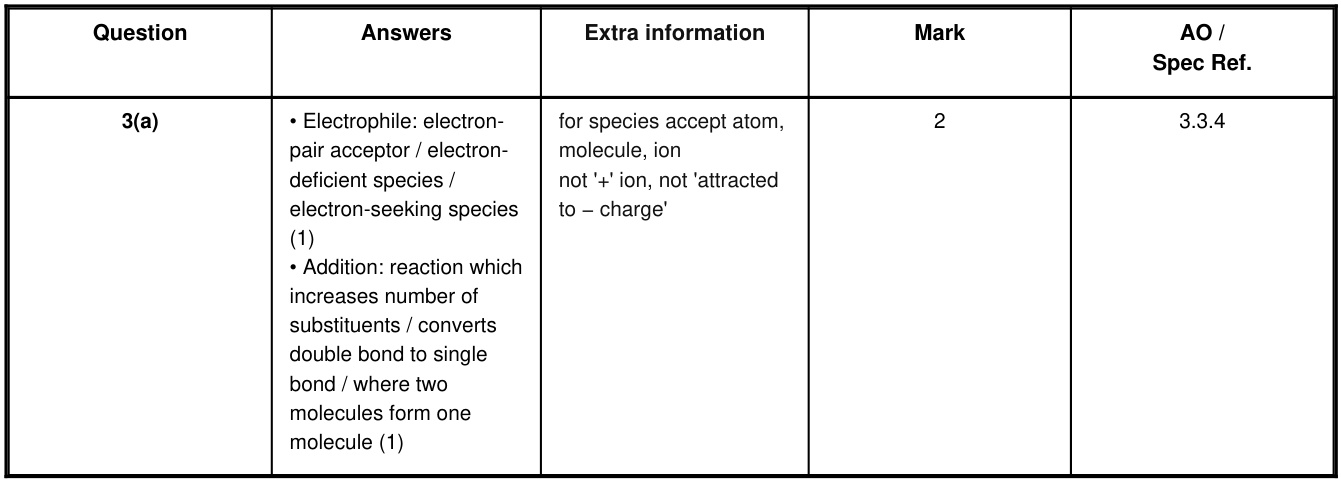 Question
Answers
Extra information
Mark
AO /
Spec Ref.
3(a)
• Electrophile: electron-
pair acceptor / electron-
deficient species /
electron-seeking species
(1)
• Addition: reaction which
increases number of
substituents / converts
double bond to single
bond / where two
molecules form one
molecule (1)
for species accept atom,
molecule, ion
not '+' ion, not 'attracted
to − charge'
2
3.3.4